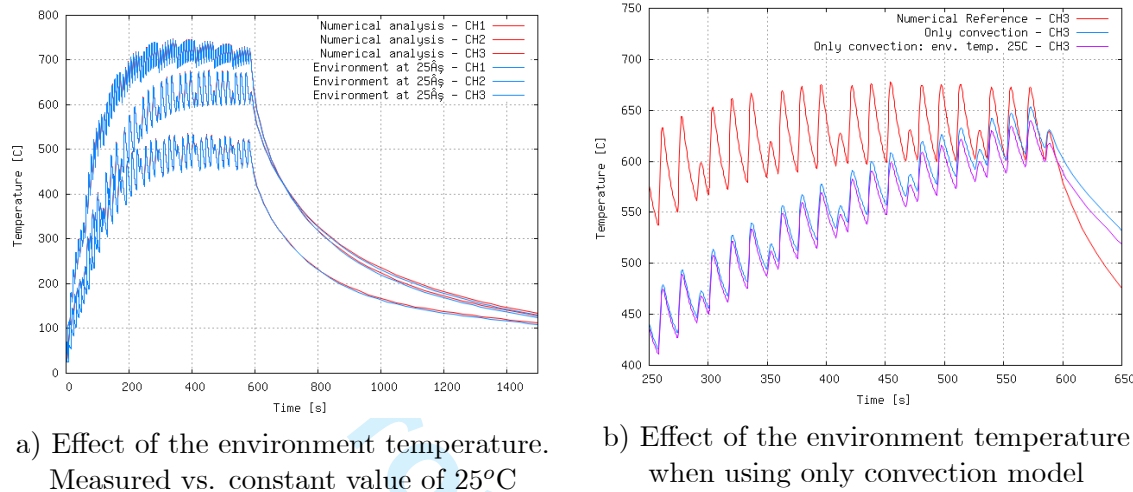 800
700
600
500
400
300
200
100
0
Temperature [C]
Numerical analysis - CH1
Numerical analysis - CH2
Numerical analysis - CH3
Environment at 25Âş - CH1
Environment at 25Âş - CH2
Environment at 25Âş - CH3
0 200 400 600 800 1000 1200 1400
Time [s]
a) Effect of the environment temperature.
Measured vs. constant value of 25ºC
750
700
650
600
550
500
450
400
Temperature [C]
Numerical Reference - CH3
Only convection - CH3
Only convection: env. temp. 25C - CH3
250 300 350 400 450 500 550 600 650
Time [s]
b) Effect of the environment temperature
when using only convection model